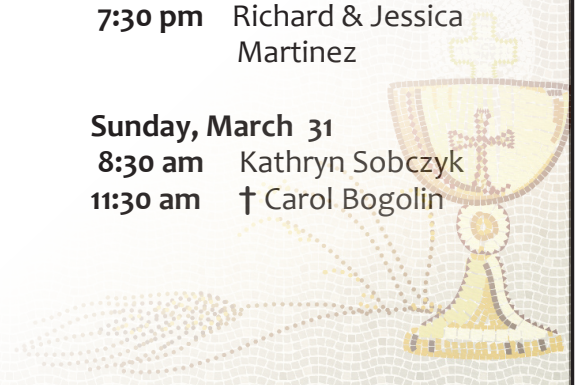 7:30 pm Richard & Jessica
Martinez
Sunday, March 31
8:30 am Kathryn Sobczyk
11:30 am † Carol Bogolin